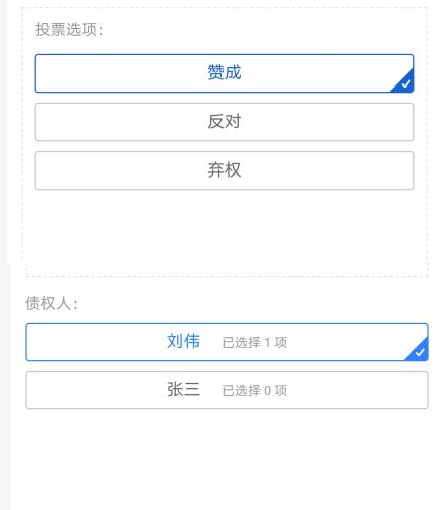 投票选项：
赞成
反对
弃权
债权人：
刘伟 已选择 1 项
张三 已选择 0 项